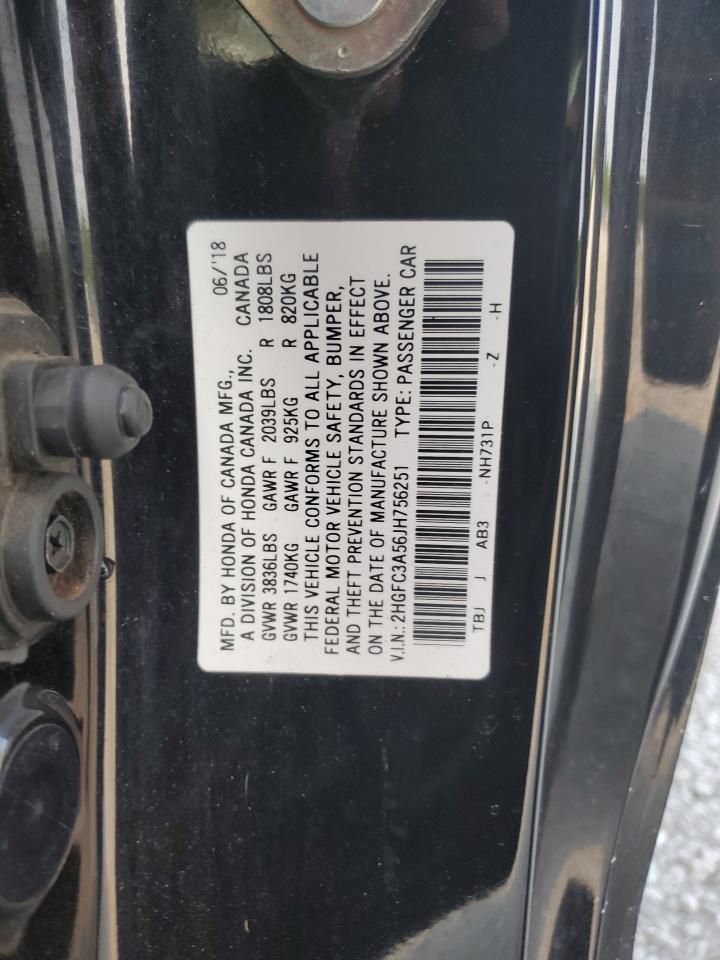 MFD. BY HONDA OF CANADA MFG., 06/'18
A DIVISION OF HONDA CANADA INC. CANADA
GVWR 3836LBS GAWR F 2039LBS R 1808LBS
GVWR 1740KG GAWR F 925KG R 820KG
THIS VEHICLE CONFORMS TO ALL APPLICABLE
FEDERAL MOTOR VEHICLE SAFETY, BUMPER,
AND THEFT PREVENTION STANDARDS IN EFFECT
ON THE DATE OF MANUFACTURE SHOWN ABOVE.
V.I.N.: 2HGFC3A56JH756251 TYPE: PASSENGER CAR
TBJ J AB3 -NH731P -Z -H